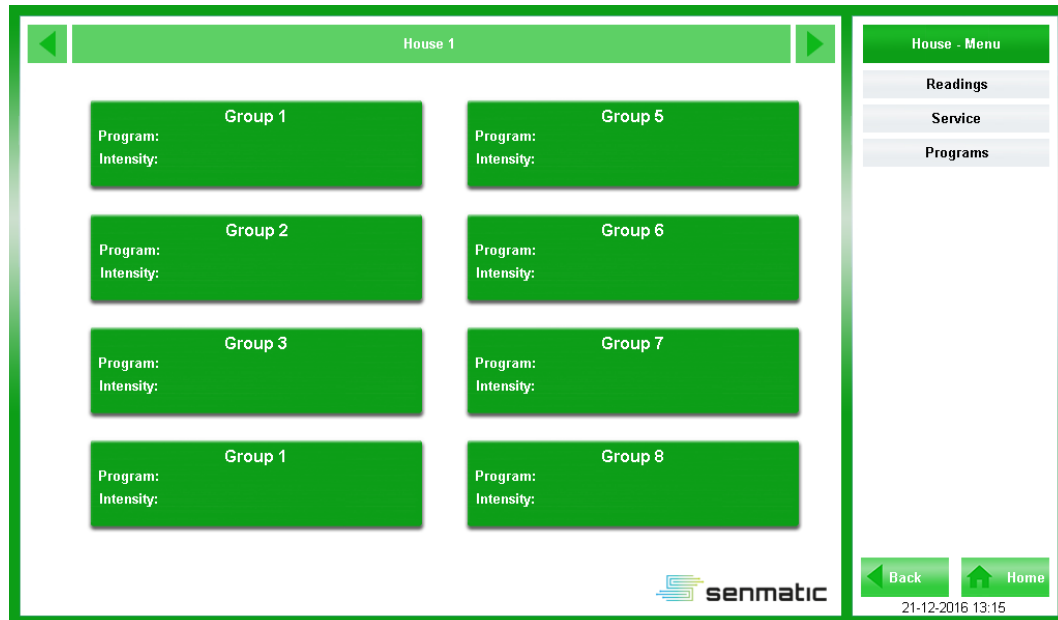 House 1
Group 1
Program:
Intensity:
Group 2
Program:
Intensity:
Group 3
Program:
Intensity:
Group 1
Program:
Intensity:
Group 5
Program:
Intensity:
Group 6
Program:
Intensity:
Group 7
Program:
Intensity:
Group 8
Program:
Intensity:
senmatic
House - Menu
Readings
Service
Programs
Back
Home
21-12-2016 13:15